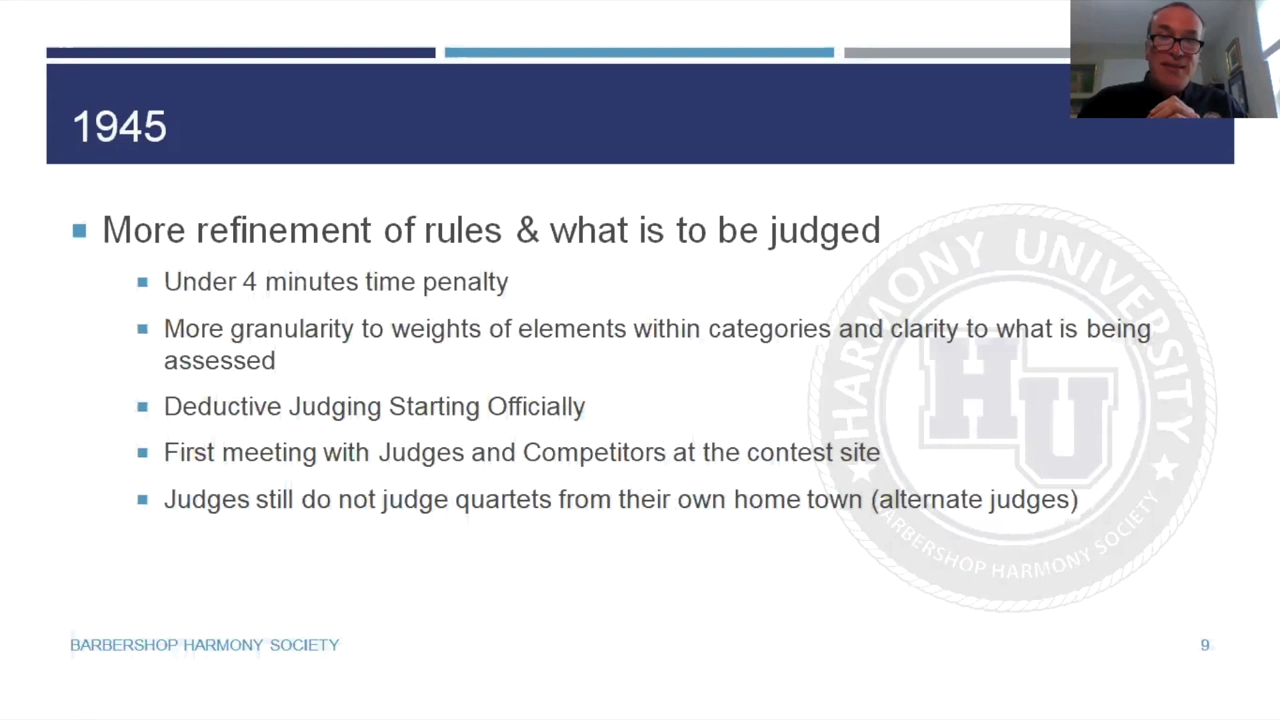 1945
More refinement of rules & what is to be judged
Under 4 minutes time penalty
More granularity to weights of elements within categories and clarity to what is being
assessed
Deductive Judging Starting Officially
First meeting with Judges and Competitors at the contest site
Judges still do not judge quartets from their own home town (alternate judges)
HARMONY UNIVERSITY
HU
BARBERSHOP HARMONY SOCIETY
BARBERSHOP HARMONY SOCIETY
9